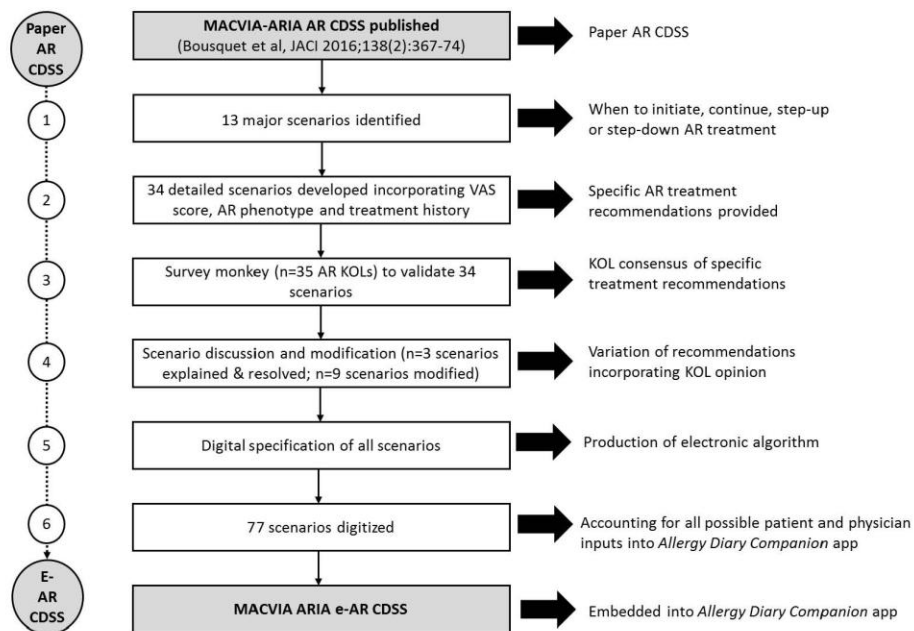 Paper
AR
CDSS
MACVIA-ARIA AR CDSS published
(Bousquet et al, JACI 2016;138(2):367-74)
Paper AR CDSS
1
13 major scenarios identified
When to initiate, continue, step-up
or step-down AR treatment
2
34 detailed scenarios developed incorporating VAS
score, AR phenotype and treatment history
Specific AR treatment
recommendations provided
3
Survey monkey (n=35 AR KOLs) to validate 34
scenarios
KOL consensus of specific
treatment recommendations
4
Scenario discussion and modification (n=3 scenarios
explained & resolved; n=9 scenarios modified)
Variation of recommendations
incorporating KOL opinion
5
Digital specification of all scenarios
Production of electronic algorithm
6
77 scenarios digitized
Accounting for all possible patient and physician
inputs into Allergy Diary Companion app
E-
AR
CDSS
MACVIA ARIA e-AR CDSS
Embedded into Allergy Diary Companion app